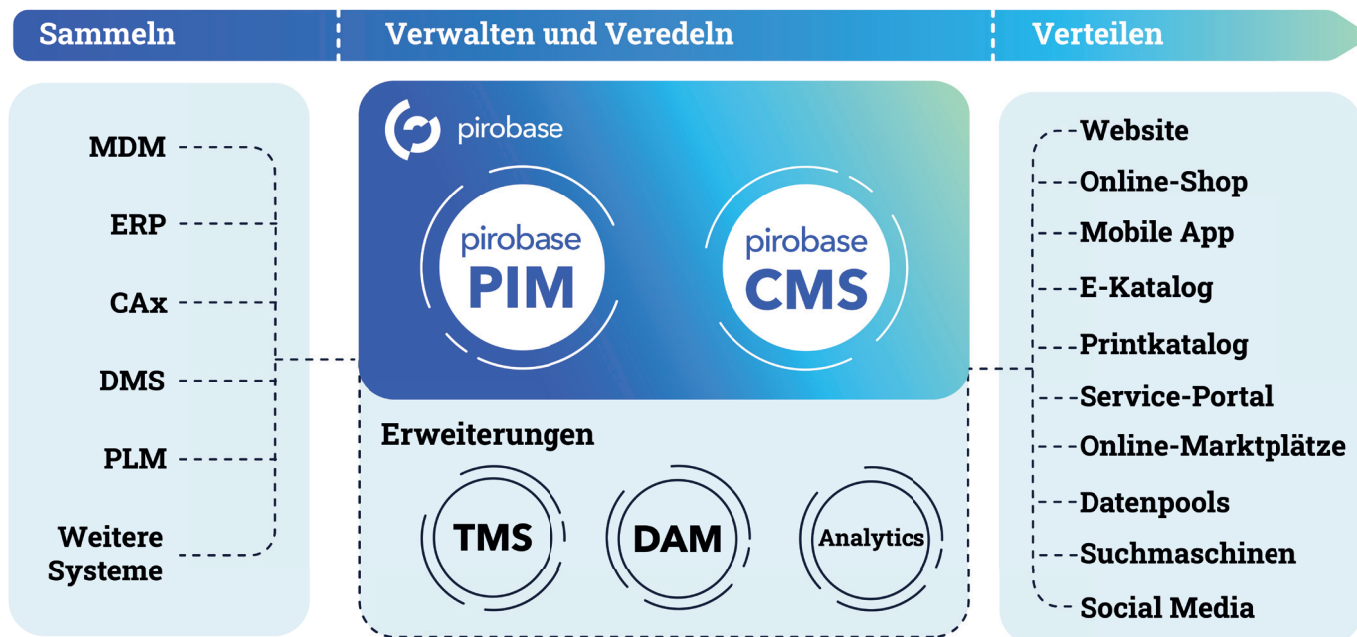 Sammeln
Verwalten und Veredeln
Verteilen
MDM
ERP
CAx
DMS
PLM
Weitere
Systeme
pirobase
pirobase
PIM
pirobase
CMS
Erweiterungen
TMS
DAM
Analytics
Website
Online-Shop
Mobile App
E-Katalog
Printkatalog
Service-Portal
Online-Marktplätze
Datenpools
Suchmaschinen
Social Media